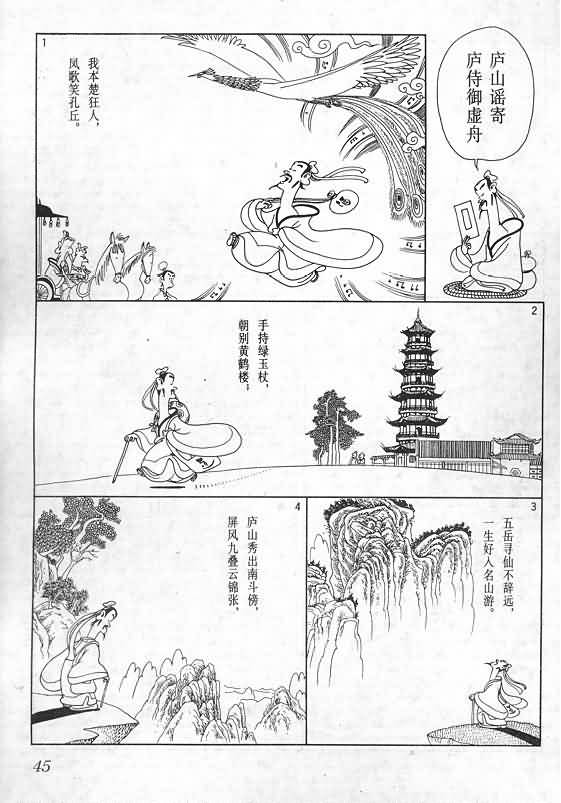 庐山谣寄
庐侍御虚舟
1
我本楚狂人，
凤歌笑孔丘。
2
手持绿玉杖，
朝别黄鹤楼；
3
五岳寻仙不辞远，
一生好入名山游。
4
庐山秀出南斗傍，
屏风九叠云锦张，
45